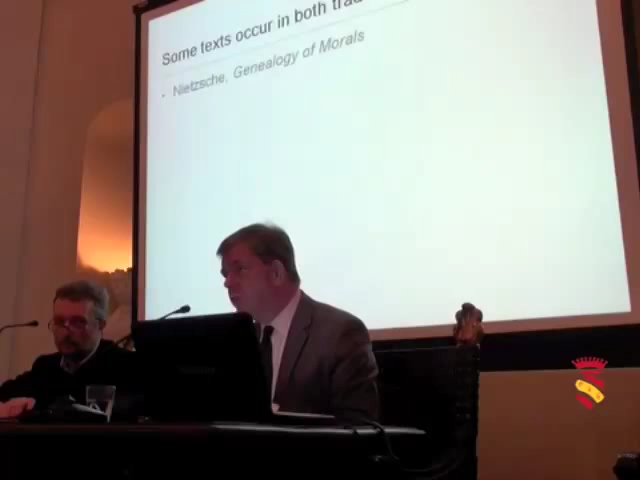 Some texts occur in both
• Nietzsche, Genealogy of Morals